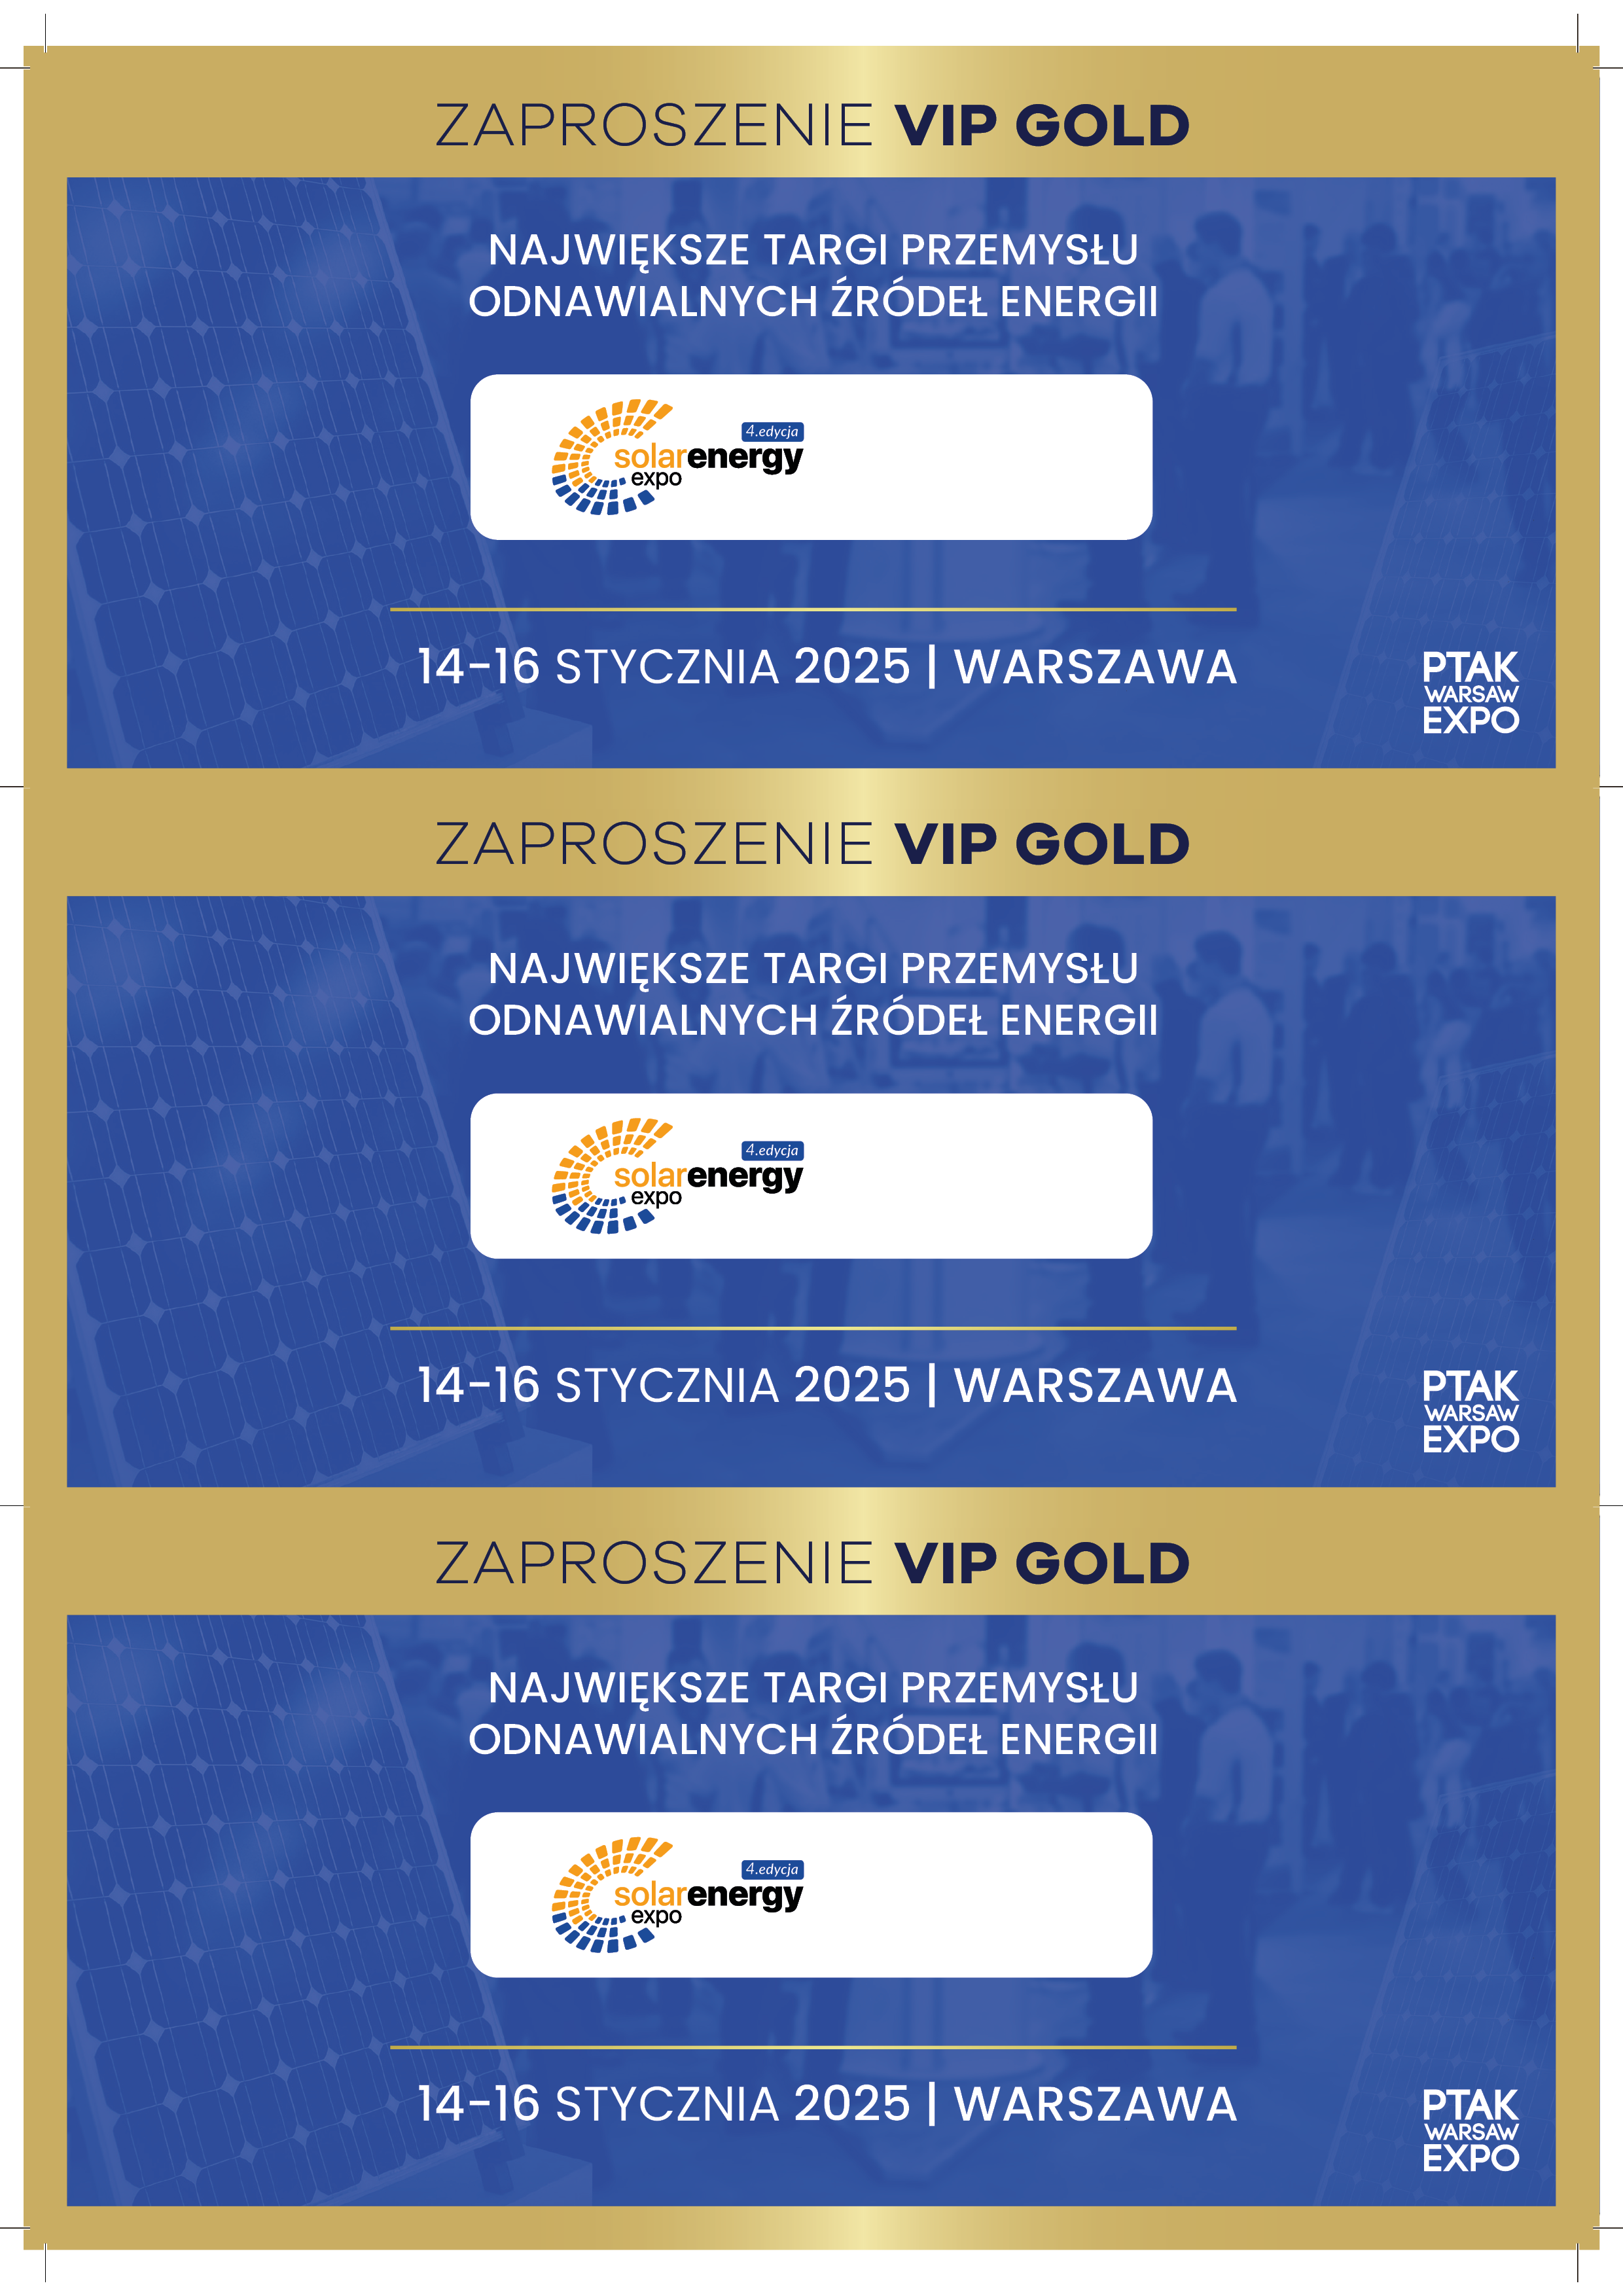 ZAPROSZENIE VIP GOLD
NAJWIĘKSZE TARGI PRZEMYSŁU
ODNAWIALNYCH ŹRÓDEŁ ENERGII
4.edycja
solarenergy
expo
14-16 STYCZNIA 2025 | WARSZAWA
PTAK
WARSAW
EXPO
ZAPROSZENIE VIP GOLD
NAJWIĘKSZE TARGI PRZEMYSŁU
ODNAWIALNYCH ŹRÓDEŁ ENERGII
4.edycja
solarenergy
expo
14-16 STYCZNIA 2025 | WARSZAWA
PTAK
WARSAW
EXPO
ZAPROSZENIE VIP GOLD
NAJWIĘKSZE TARGI PRZEMYSŁU
ODNAWIALNYCH ŹRÓDEŁ ENERGII
4.edycja
solarenergy
expo
14-16 STYCZNIA 2025 | WARSZAWA
PTAK
WARSAW
EXPO